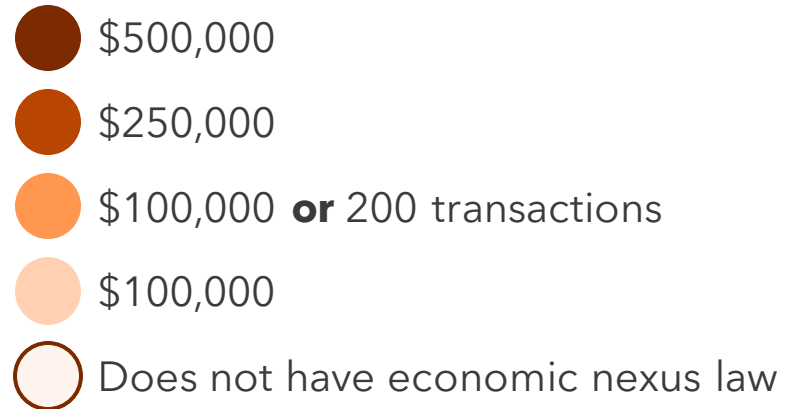 $500,000
$250,000
$100,000 or 200 transactions
$100,000
Does not have economic nexus law